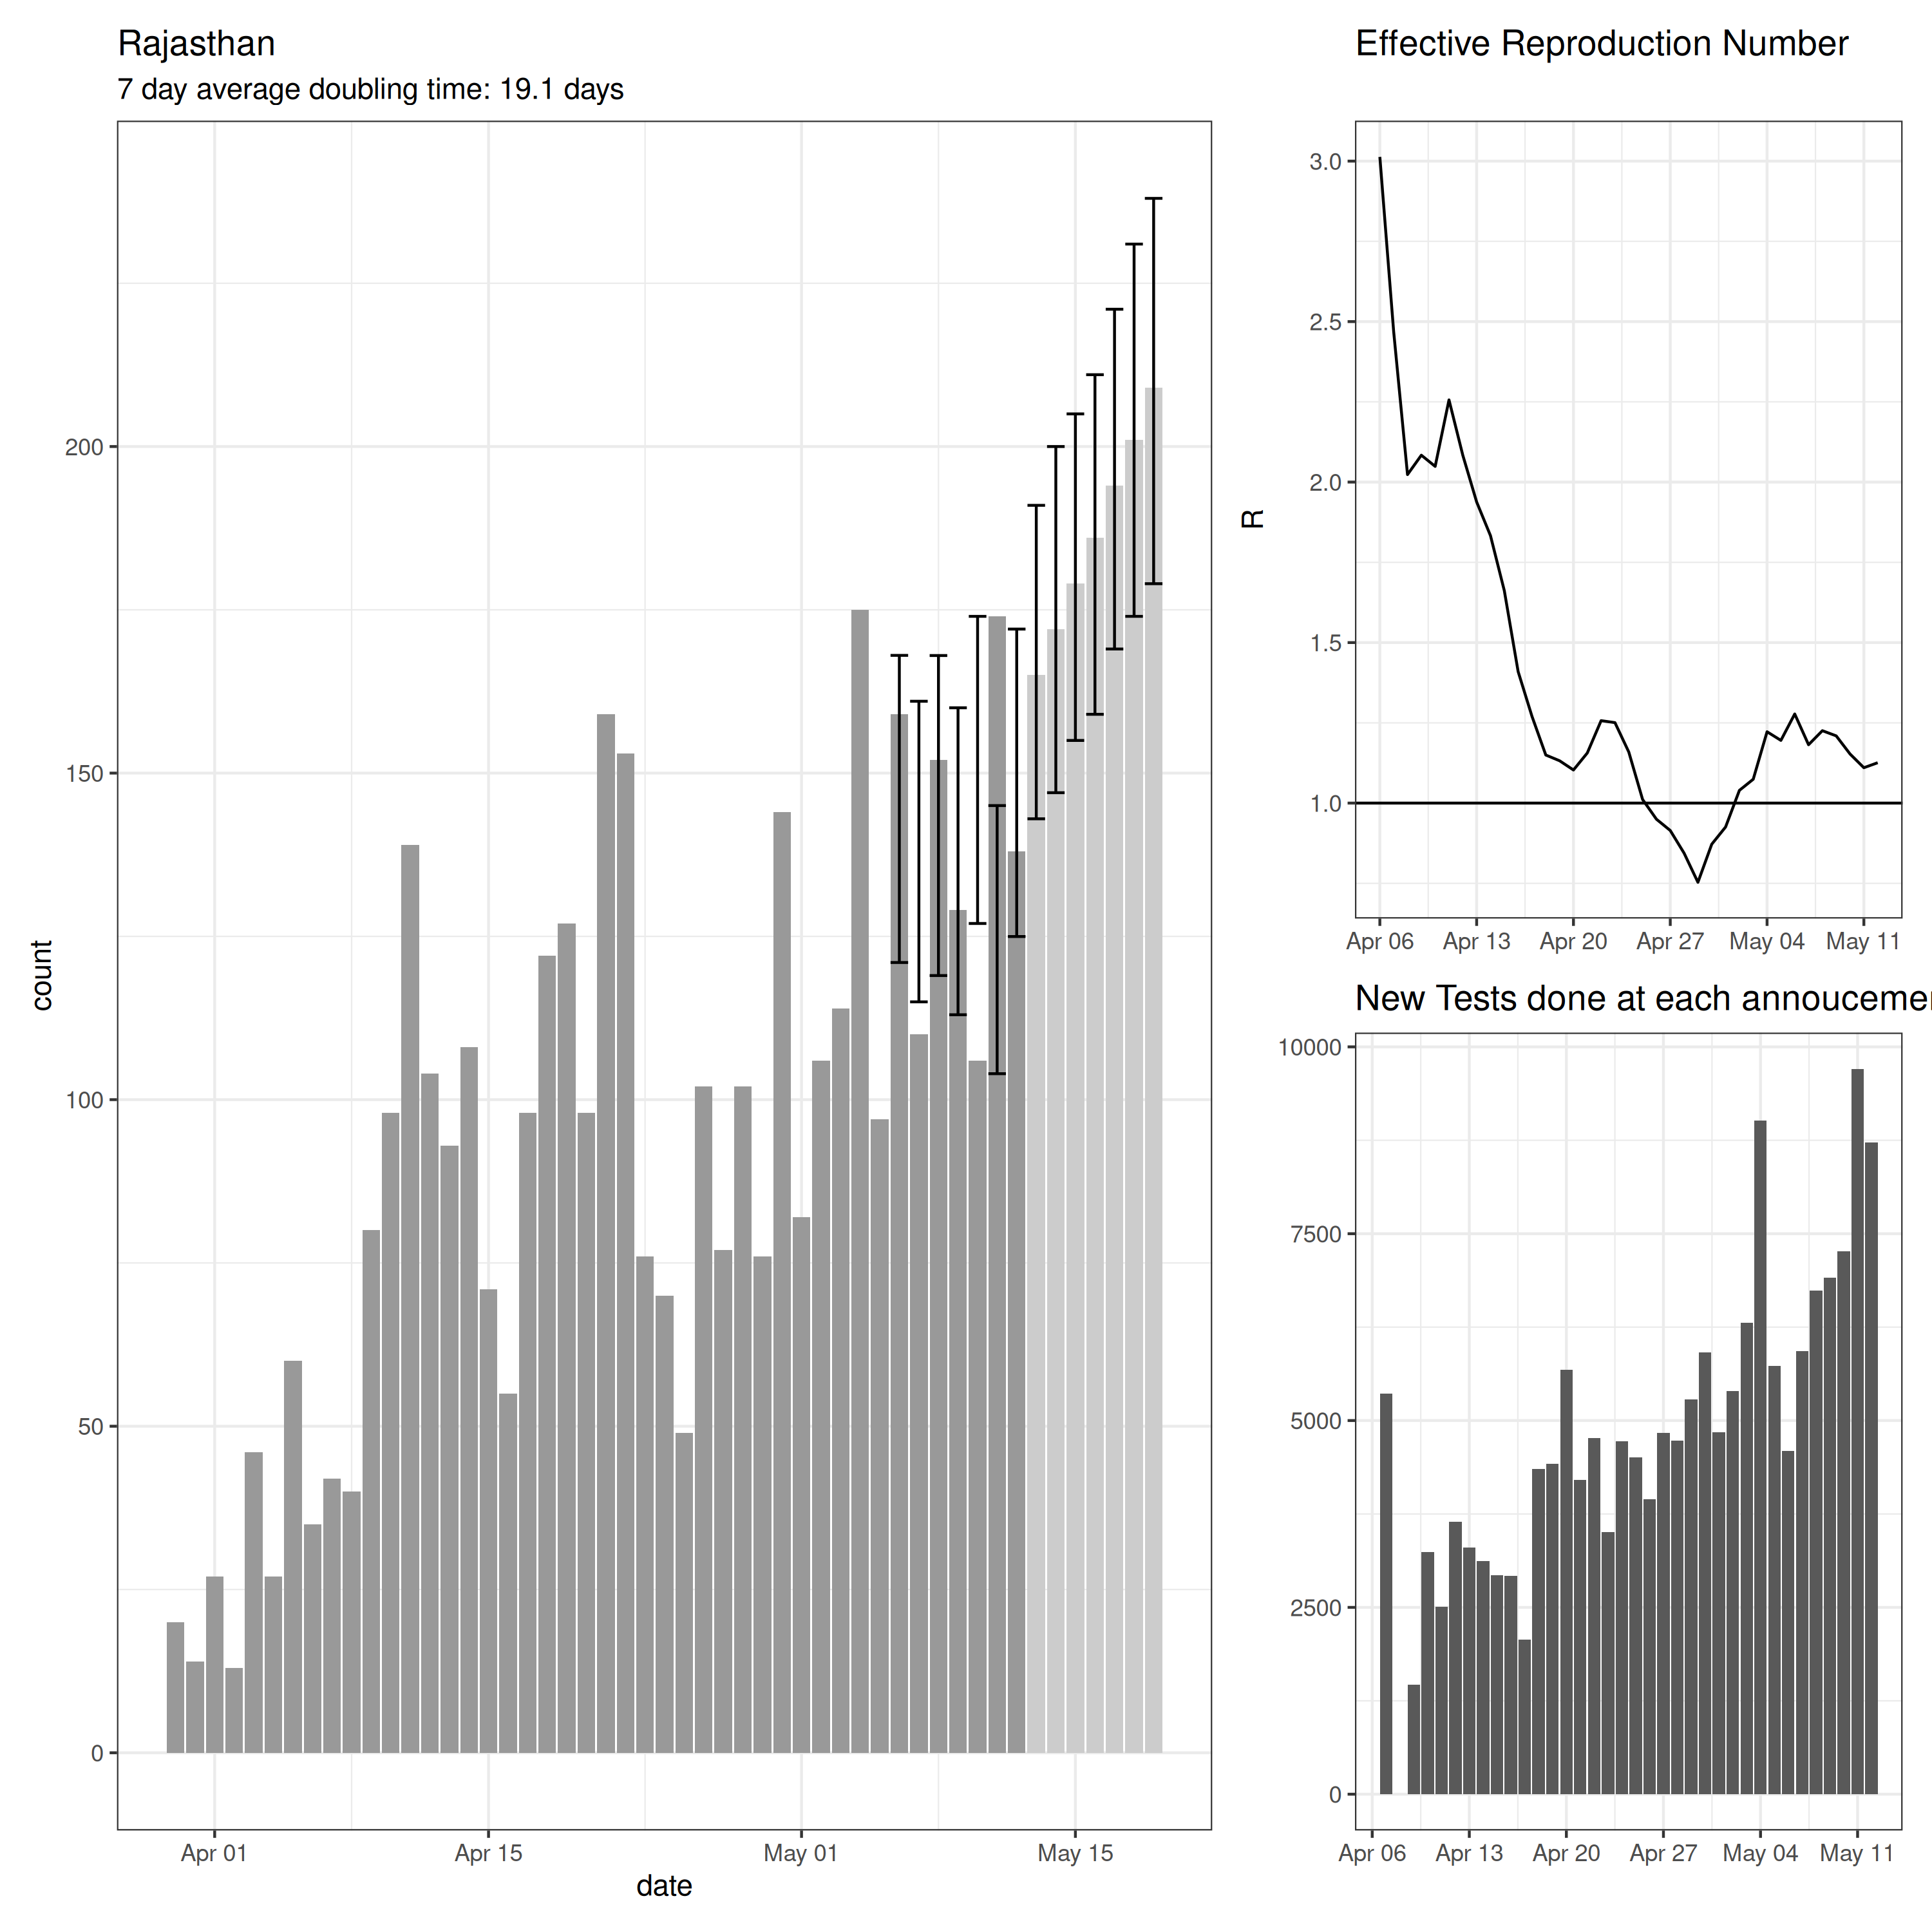 Rajasthan
7 day average doubling time: 19.1 days
count
200
150
100
50
0
Apr 01 Apr 15 May 01 May 15
date
Effective Reproduction Number
R
3.0
2.5
2.0
1.5
1.0
Apr 06 Apr 13 Apr 20 Apr 27 May 04 May 11
New Tests done at each annoucemen
10000
7500
5000
2500
0
Apr 06 Apr 13 Apr 20 Apr 27 May 04 May 11